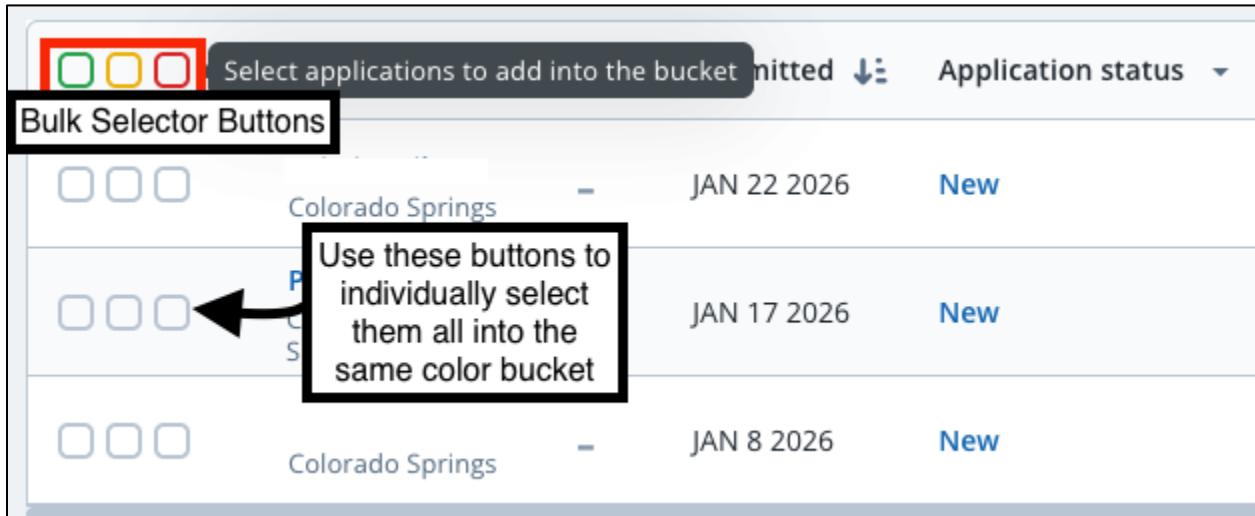 Select applications to add into the bucket mitted Application status
Bulk Selector Buttons
Colorado Springs – JAN 22 2026 New
Use these buttons to
individually select
them all into the
same color bucket
P
C
S
JAN 17 2026 New
Colorado Springs – JAN 8 2026 New